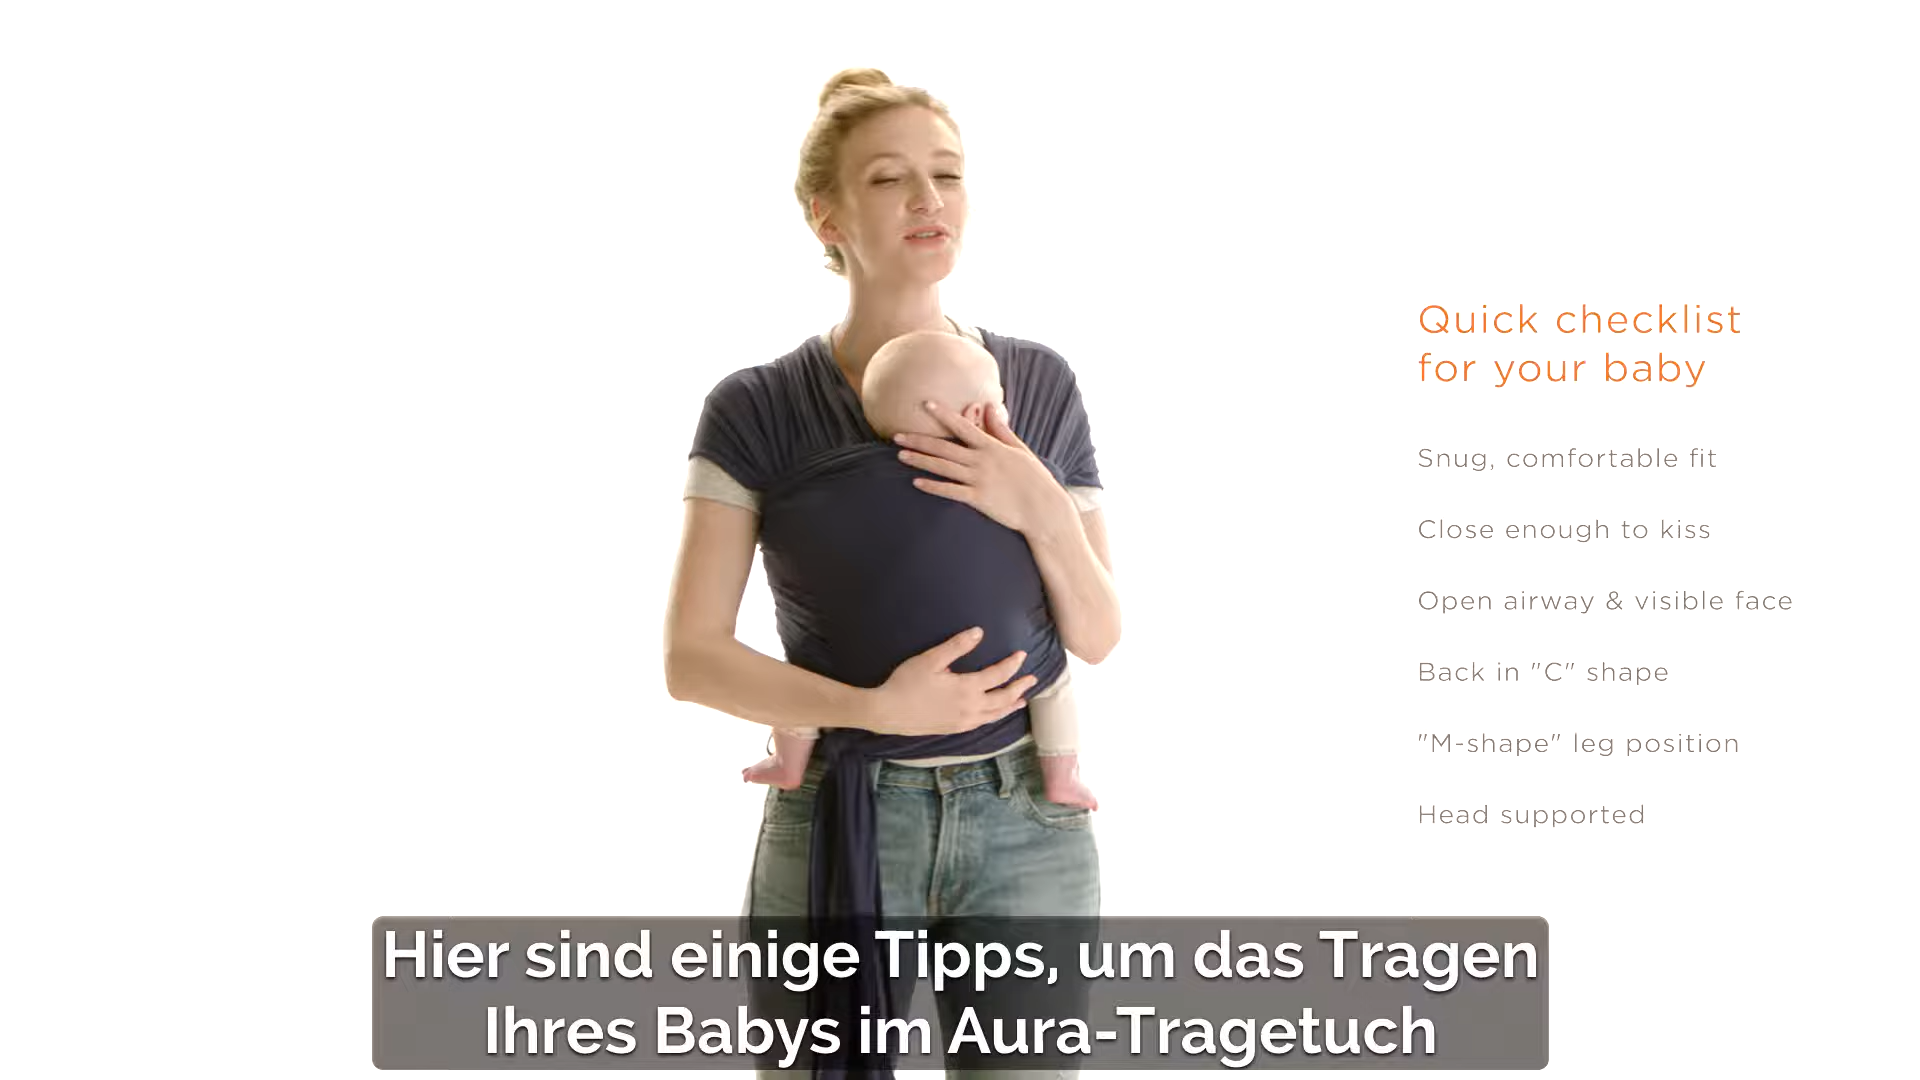 Quick checklist
for your baby
Snug, comfortable fit
Close enough to kiss
Open airway & visible face
Back in "C" shape
"M-shape" leg position
Head supported
Hier sind einige Tipps, um das Tragen
Ihres Babys im Aura-Tragetuch